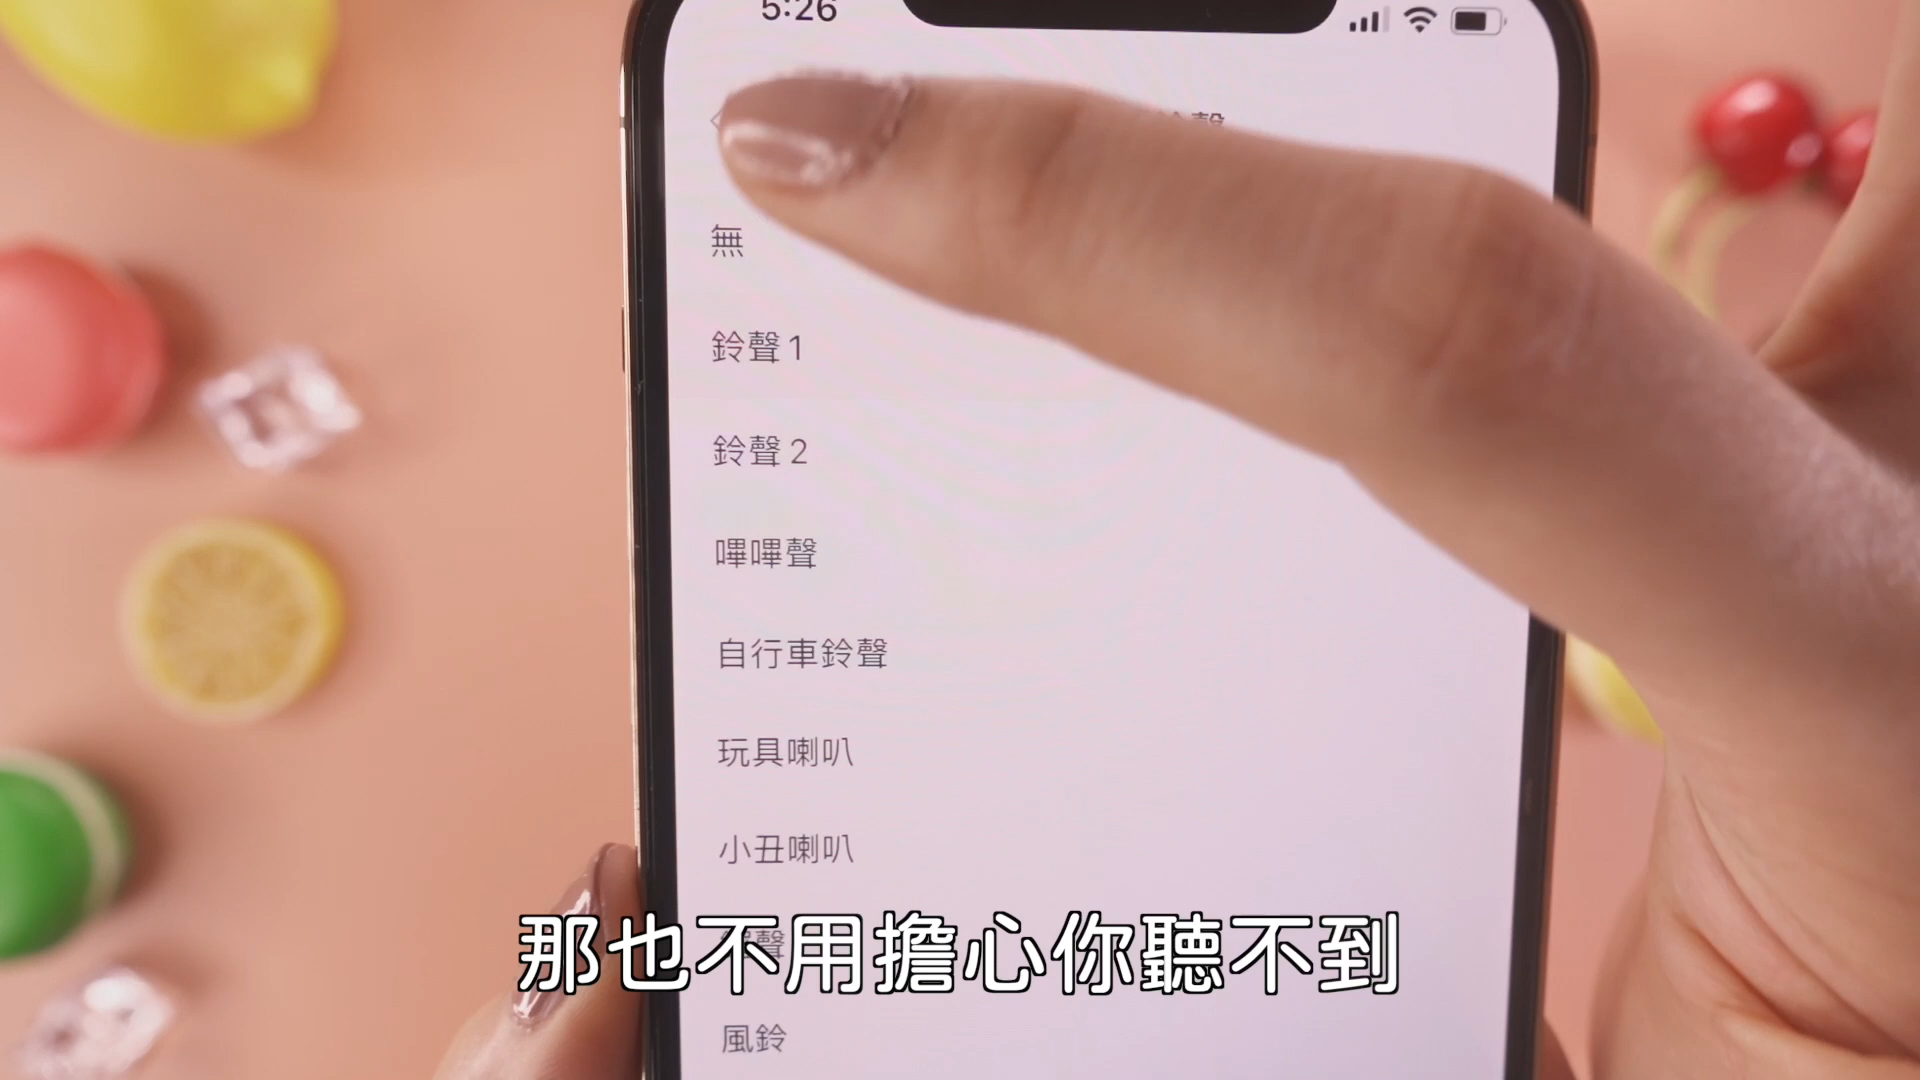 5:26
聲
無
鈴聲 1
鈴聲 2
嗶嗶聲
自行車鈴聲
玩具喇叭
小丑喇叭
那也不用擔心你聽不到
風鈴